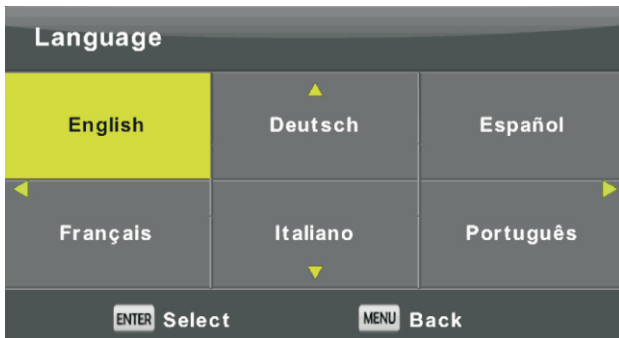 Language
English Deutsch Español
Français Italiano Português
ENTER Select MENU Back